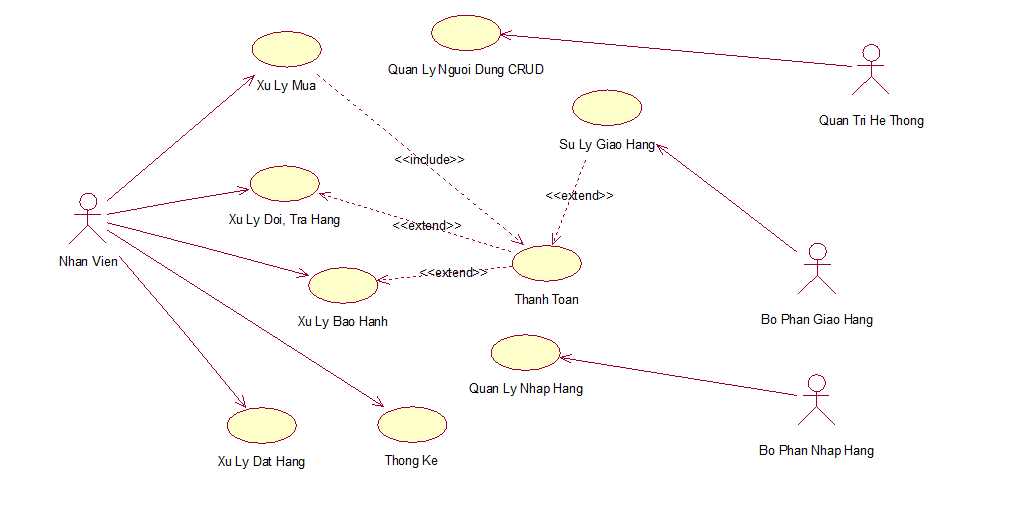 Quan Ly Nguoi Dung CRUD
Xu Ly Mua
Quan Tri He Thong
Su Ly Giao Hang
<<include>>
<<extend>>
Xu Ly Doi, Tra Hang
<<extend>>
Nhan Vien
<<extend>>
Thanh Toan
Xu Ly Bao Hanh
Bo Phan Giao Hang
Quan Ly Nhap Hang
Bo Phan Nhap Hang
Xu Ly Dat Hang
Thong Ke